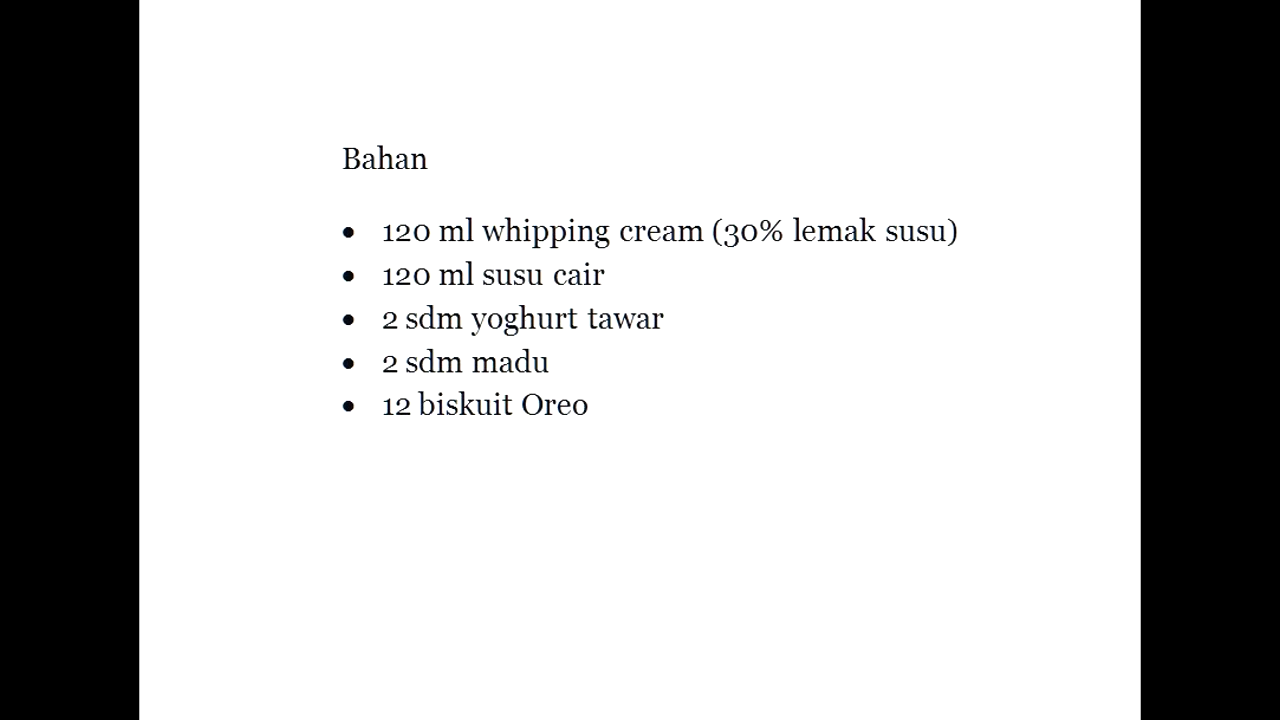 Bahan
• 120 ml whipping cream (30% lemak susu)
• 120 ml susu cair
• 2 sdm yoghurt tawar
• 2 sdm madu
• 12 biskuit Oreo